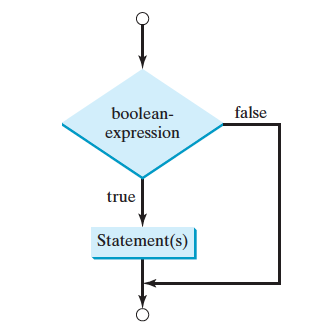 boolean-
expression
false
true
Statement(s)